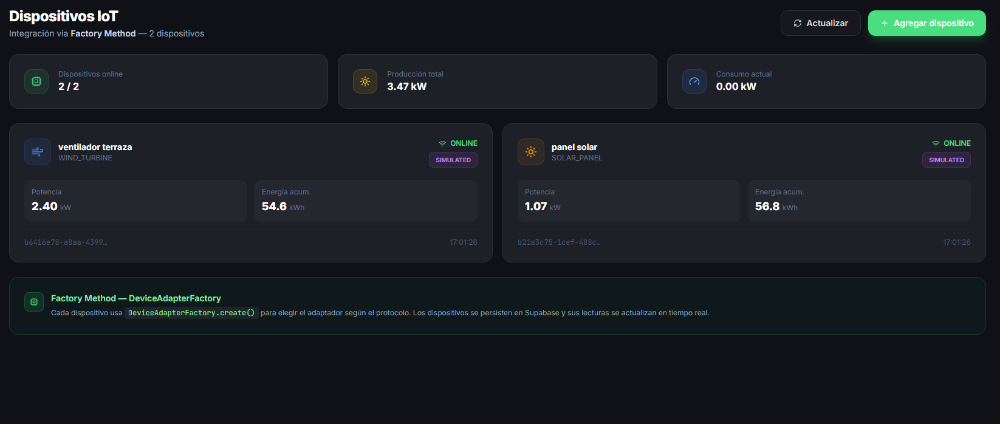 Dispositivos IoT
Integración via Factory Method — 2 dispositivos
Actualizar
+ Agregar dispositivo
Dispositivos online
2 / 2
Producción total
3.47 kW
Consumo actual
0.00 kW
ventilador terraza
WIND_TURBINE
ONLINE
SIMULATED
Potencia
2.40 kW
Energía acum.
54.6 kWh
b6416e78-a8aa-4399…
17:01:26
panel solar
SOLAR_PANEL
ONLINE
SIMULATED
Potencia
1.07 kW
Energía acum.
56.8 kWh
b21a3c75-1cef-488c…
17:01:26
Factory Method — DeviceAdapterFactory
Cada dispositivo usa DeviceAdapterFactory.create() para elegir el adaptador según el protocolo. Los dispositivos se persisten en Supabase y sus lecturas se actualizan en tiempo real.